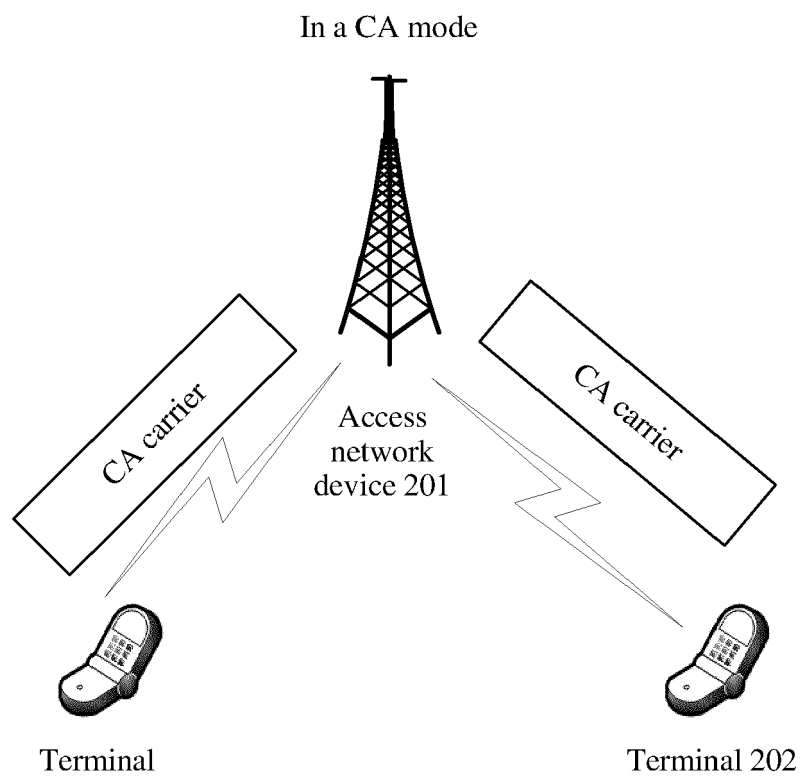 In a CA mode
CA carrier
CA carrier
Access
network
device 201
Terminal
Terminal 202